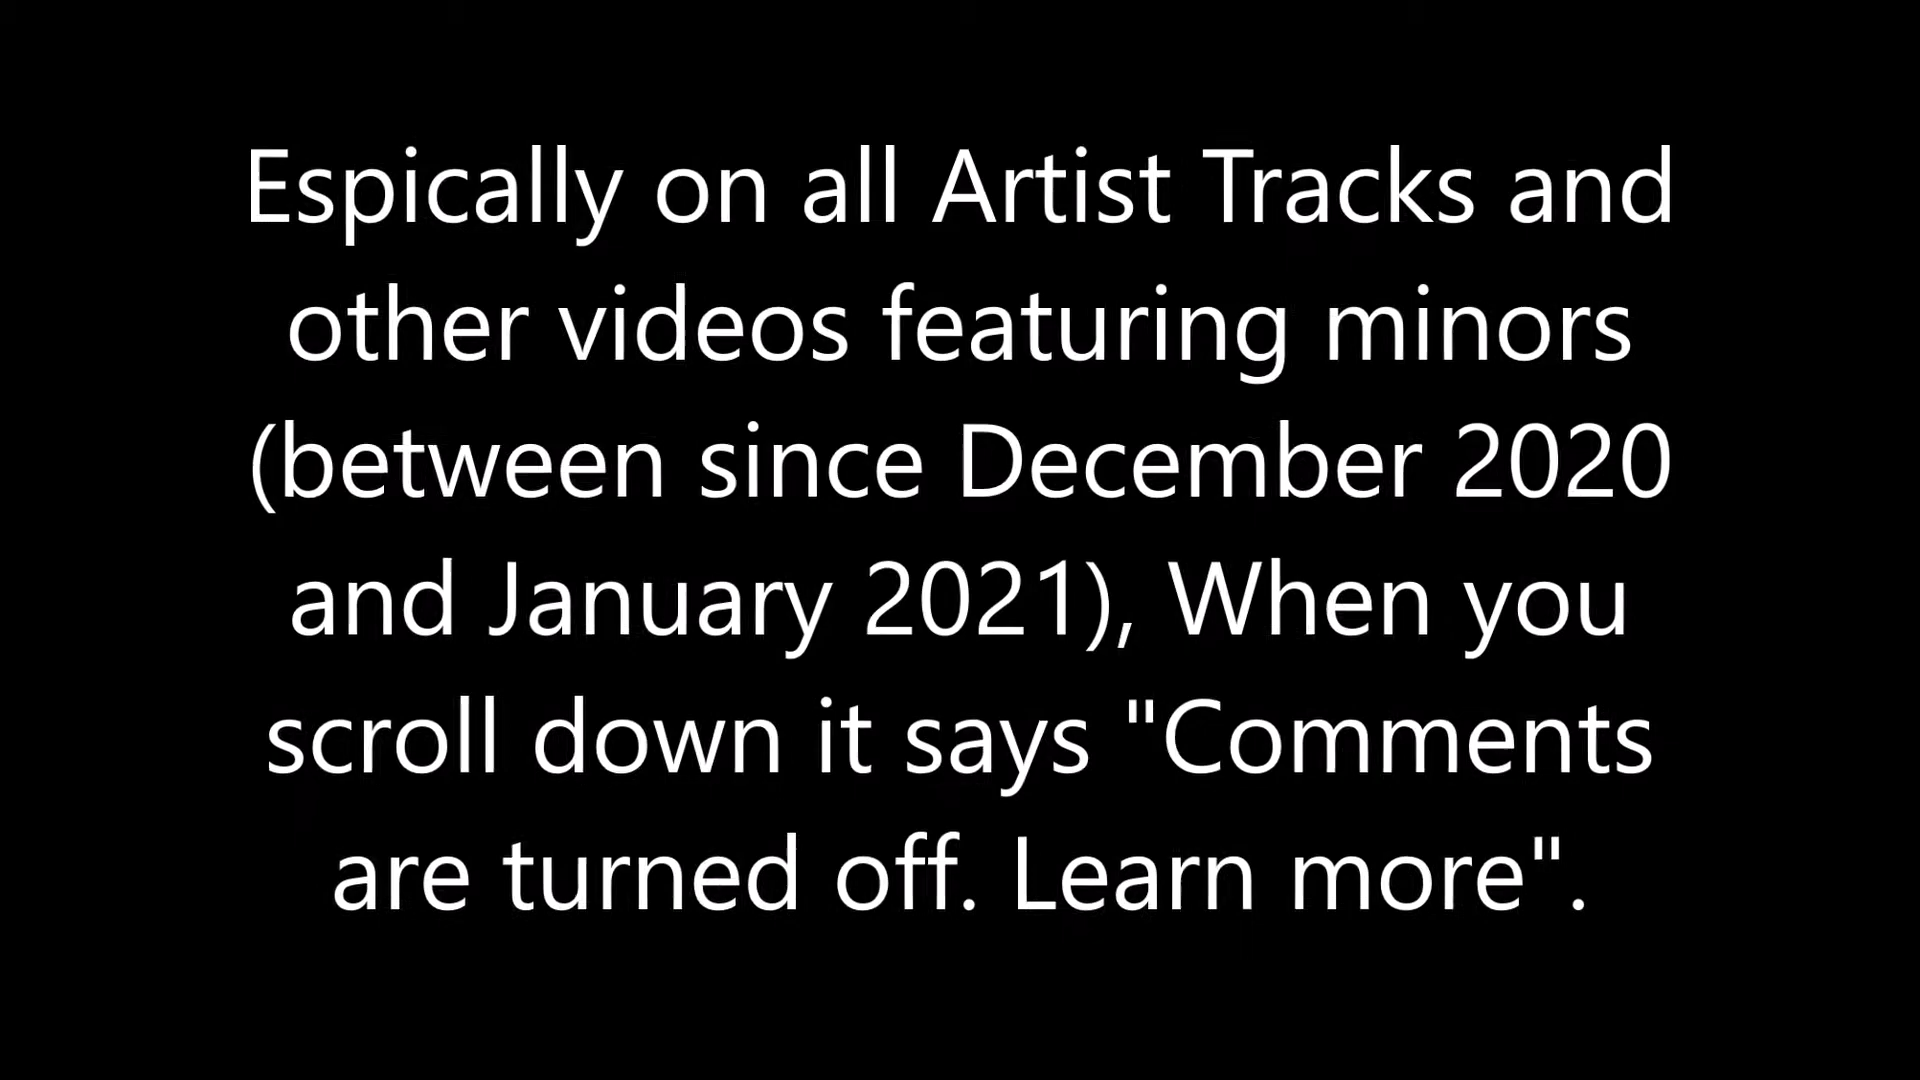 Espically on all Artist Tracks and
other videos featuring minors
(between since December 2020
and January 2021), When you
scroll down it says "Comments
are turned off. Learn more".